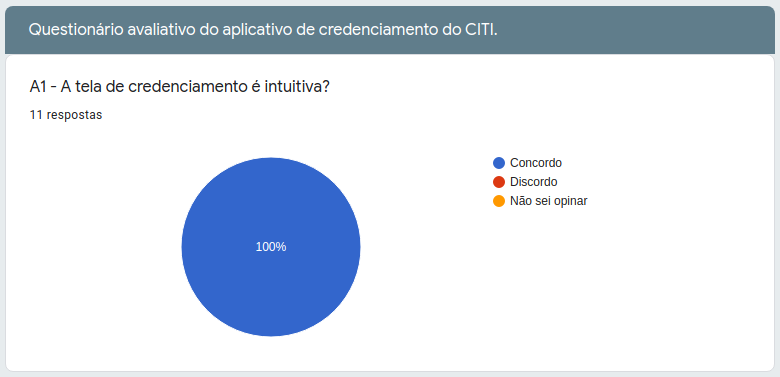 Questionário avaliativo do aplicativo de credenciamento do CITI.
A1 - A tela de credenciamento é intuitiva?
11 respostas
100%
Concordo
Discordo
Não sei opinar